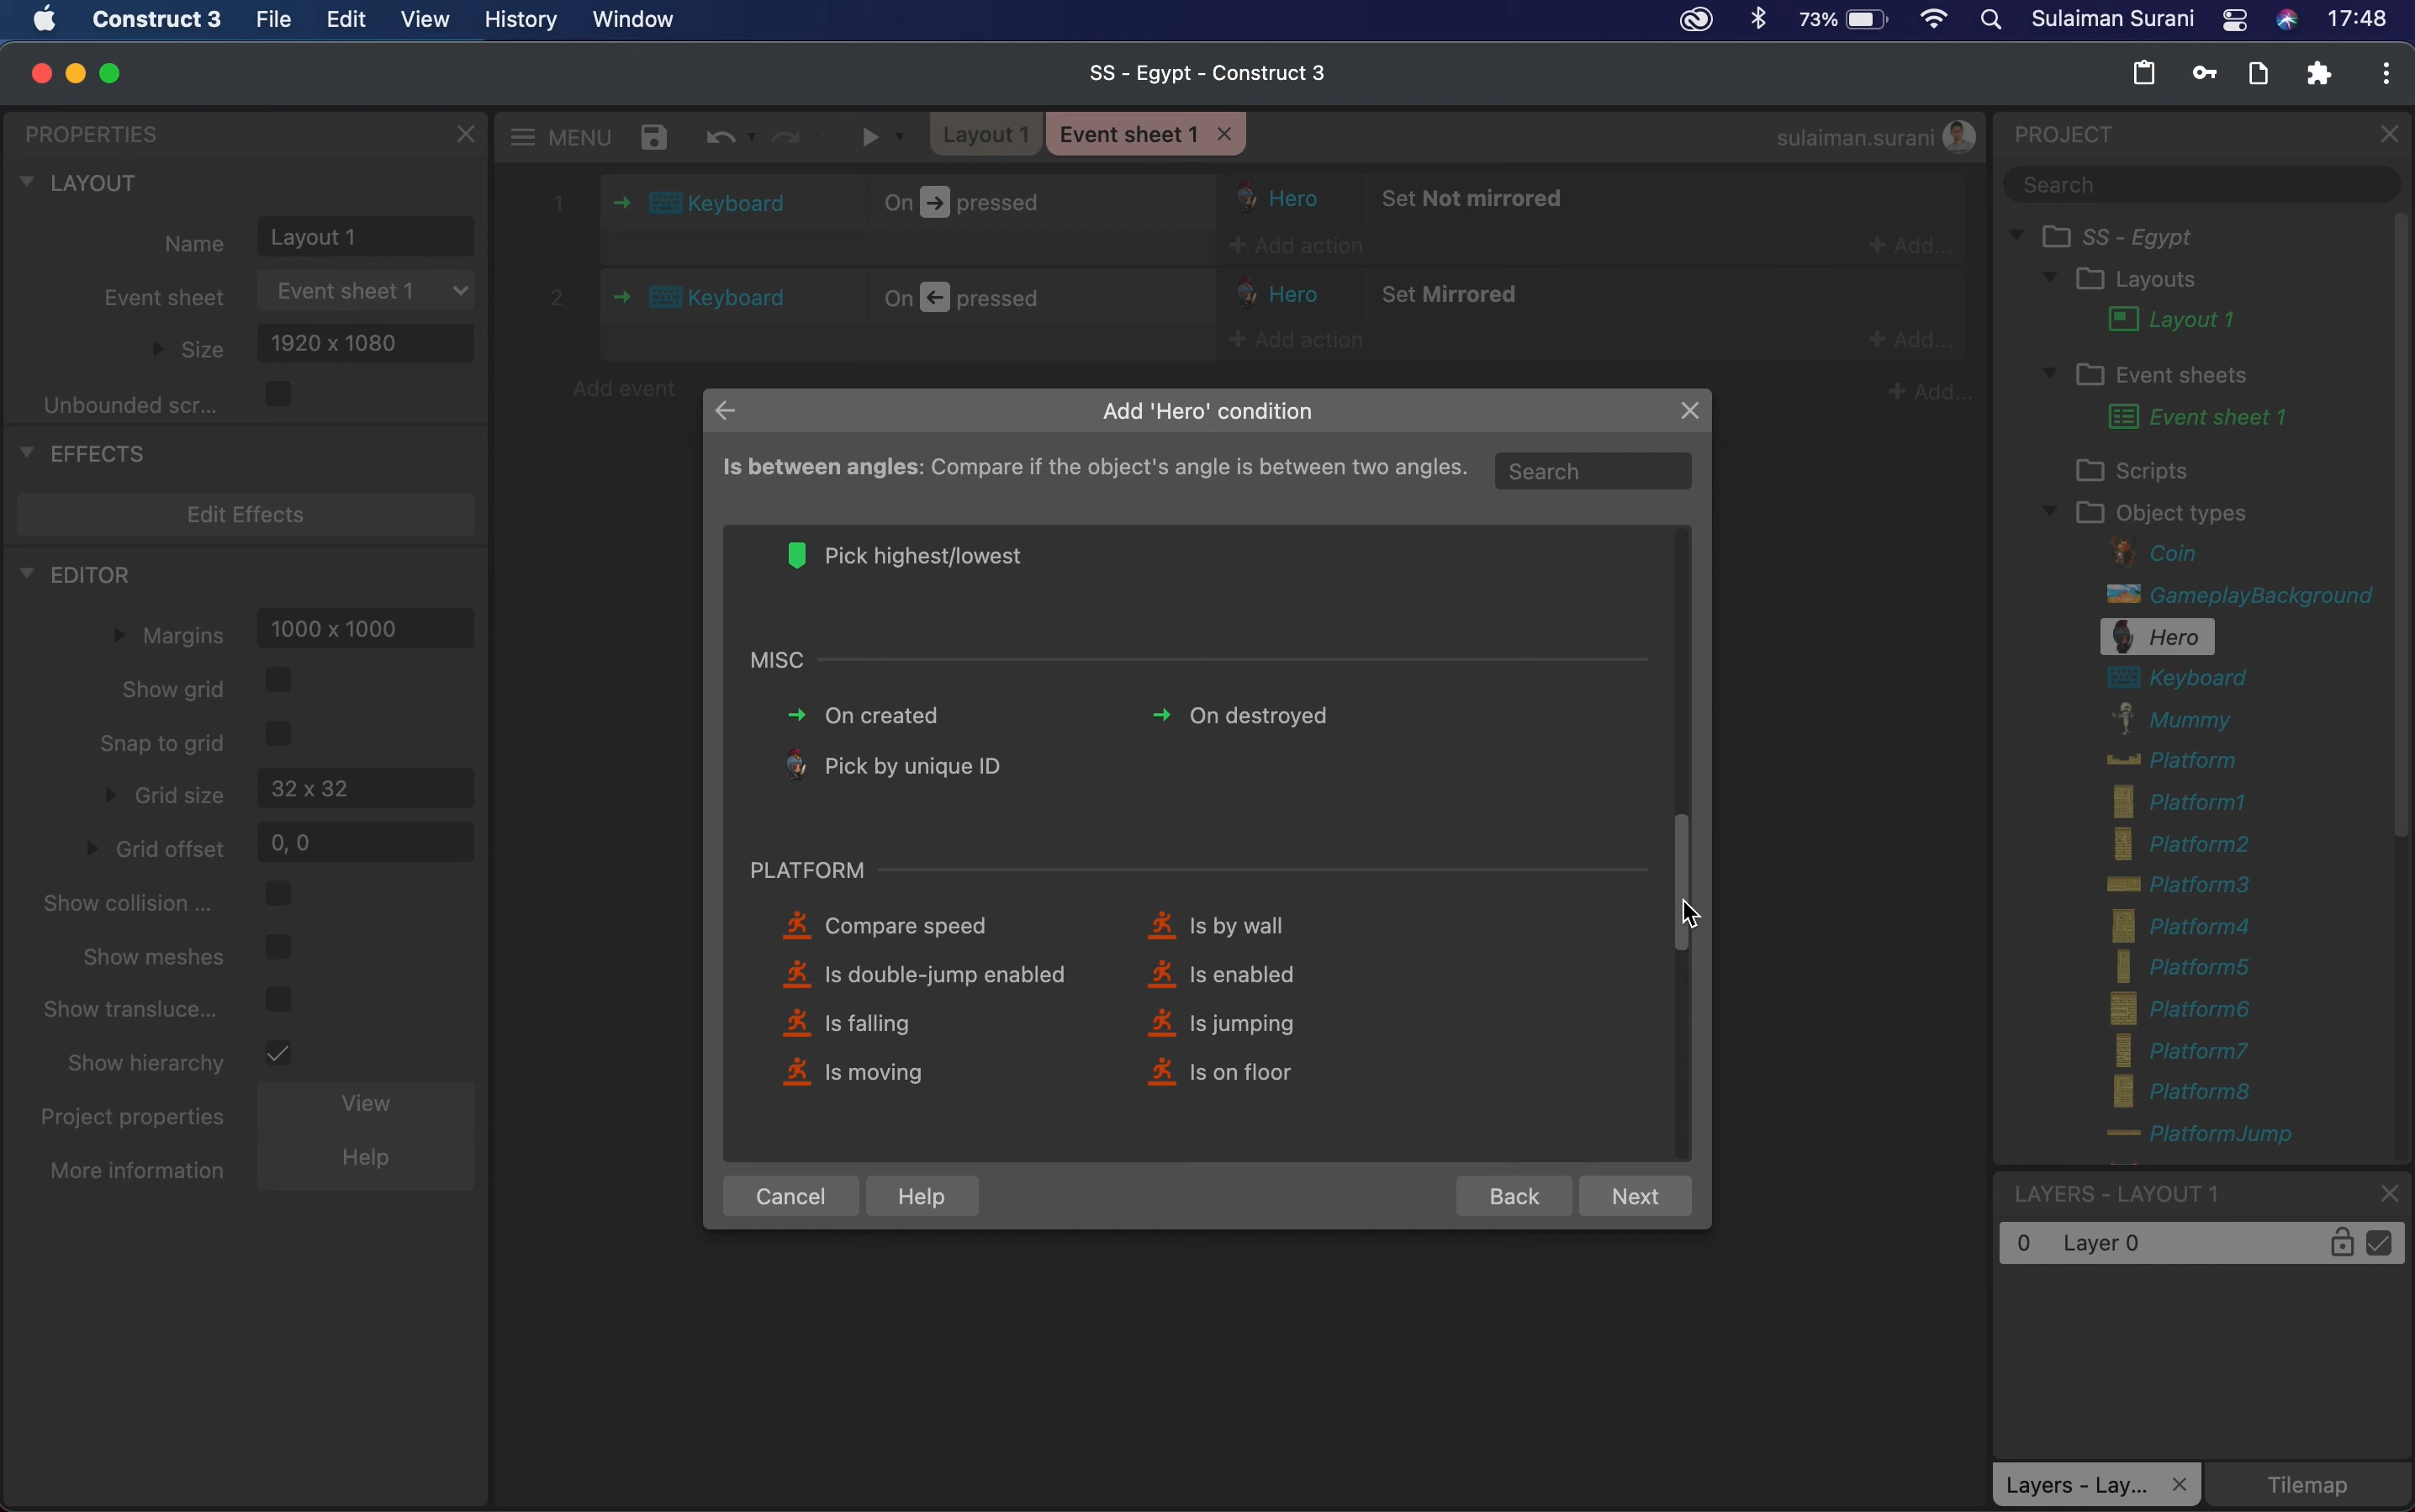 Construct 3 File Edit View History Window 73% Sulaiman Surani 17:48
SS - Egypt - Construct 3
PROPERTIES
LAYOUT
Name Layout 1
Event sheet Event sheet 1
Size 1920 x 1080
Unbounded scr...
EFFECTS
Edit Effects
EDITOR
Margins 1000 x 1000
Show grid
Snap to grid
Grid size 32 x 32
Grid offset 0, 0
Show collision ...
Show meshes
Show transluce...
Show hierarchy
Project properties View
More information Help
MENU Layout 1 Event sheet 1 sulaiman.surani
1 Keyboard On → pressed Hero Set Not mirrored
+ Add action + Add...
2 Keyboard On ← pressed Hero Set Mirrored
+ Add action + Add...
Add event + Add...
Add 'Hero' condition
Is between angles: Compare if the object's angle is between two angles. Search
Pick highest/lowest
MISC
On created On destroyed
Pick by unique ID
PLATFORM
Compare speed Is by wall
Is double-jump enabled Is enabled
Is falling Is jumping
Is moving Is on floor
Cancel Help Back Next
PROJECT
Search
SS - Egypt
Layouts
Layout 1
Event sheets
Event sheet 1
Scripts
Object types
Coin
GameplayBackground
Hero
Keyboard
Mummy
Platform
Platform1
Platform2
Platform3
Platform4
Platform5
Platform6
Platform7
Platform8
PlatformJump
LAYERS - LAYOUT 1
0 Layer 0
Layers - Lay... Tilemap